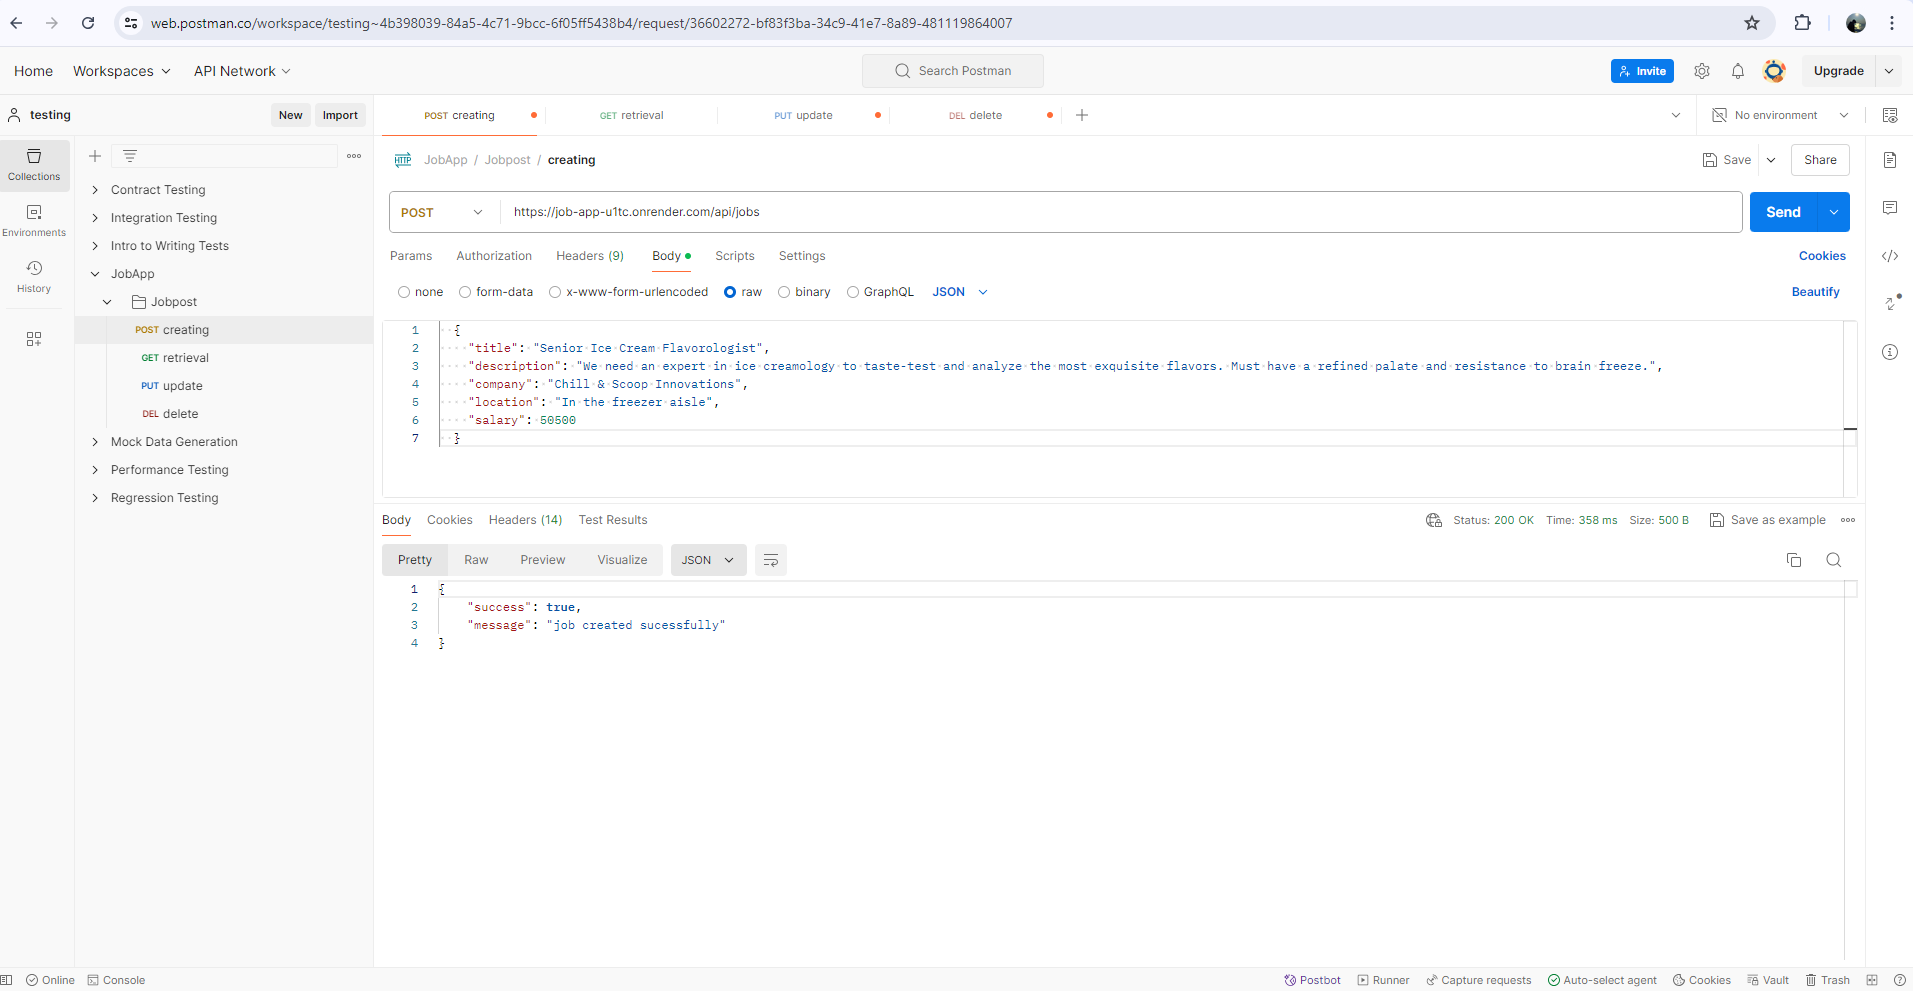 web.postman.co/workspace/testing~4b398039-84a5-4c71-9bcc-6f05ff5438b4/request/36602272-bf83f3ba-34c9-41e7-8a89-481119864007
Home Workspaces API Network Search Postman Invite Upgrade
testing New Import
POST creating GET retrieval PUT update DEL delete No environment
Collections
Environments
History
Contract Testing
Integration Testing
Intro to Writing Tests
JobApp
Jobpost
POST creating
GET retrieval
PUT update
DEL delete
Mock Data Generation
Performance Testing
Regression Testing
HTTP JobApp / Jobpost / creating Save Share
POST https://job-app-u1tc.onrender.com/api/jobs Send
Params Authorization Headers (9) Body Scripts Settings Cookies
none form-data x-www-form-urlencoded raw binary GraphQL JSON Beautify
1 {
2 "title": "Senior Ice Cream Flavorologist",
3 "description": "We need an expert in ice creamology to taste-test and analyze the most exquisite flavors. Must have a refined palate and resistance to brain freeze.",
4 "company": "Chill & Scoop Innovations",
5 "location": "In the freezer aisle",
6 "salary": 50500
7 }
Body Cookies Headers (14) Test Results Status: 200 OK Time: 358 ms Size: 500 B Save as example
Pretty Raw Preview Visualize JSON
1 {
2 "success": true,
3 "message": "job created sucessfully"
4 }
Online Console Postbot Runner Capture requests Auto-select agent Cookies Vault Trash